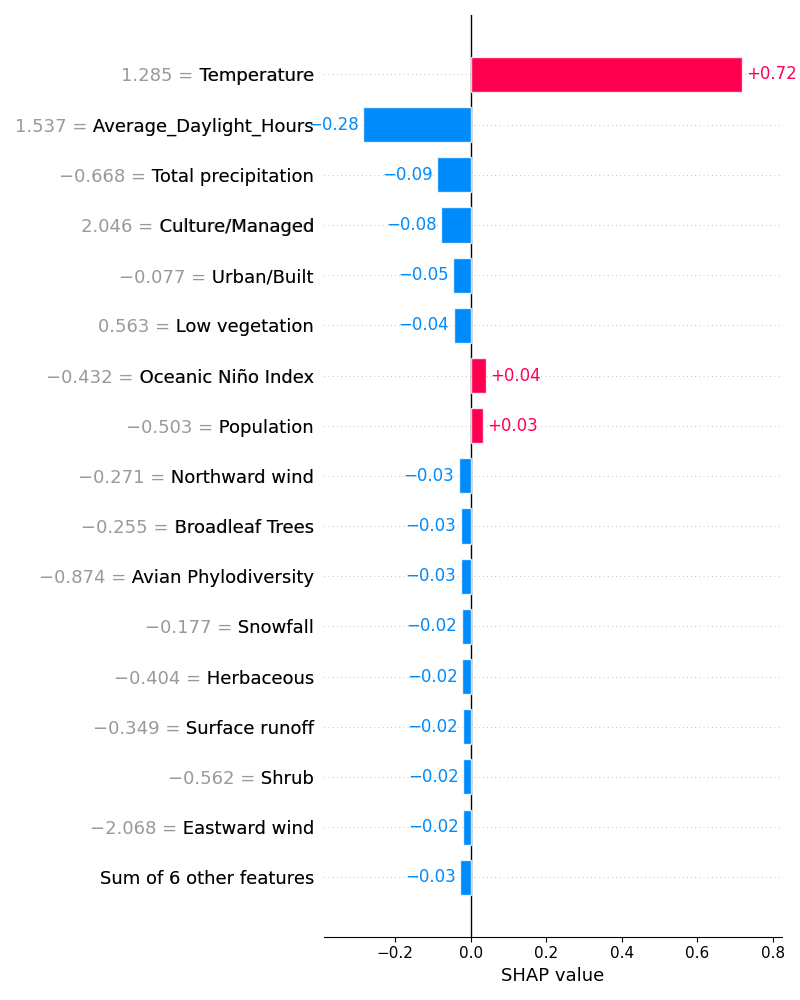 1.285 = Temperature +0.72
1.537 = Average_Daylight_Hours −0.28
−0.668 = Total precipitation −0.09
2.046 = Culture/Managed −0.08
−0.077 = Urban/Built −0.05
0.563 = Low vegetation −0.04
−0.432 = Oceanic Niño Index +0.04
−0.503 = Population +0.03
−0.271 = Northward wind −0.03
−0.255 = Broadleaf Trees −0.03
−0.874 = Avian Phylodiversity −0.03
−0.177 = Snowfall −0.02
−0.404 = Herbaceous −0.02
−0.349 = Surface runoff −0.02
−0.562 = Shrub −0.02
−2.068 = Eastward wind −0.02
Sum of 6 other features −0.03
−0.2 0.0 0.2 0.4 0.6 0.8
SHAP value